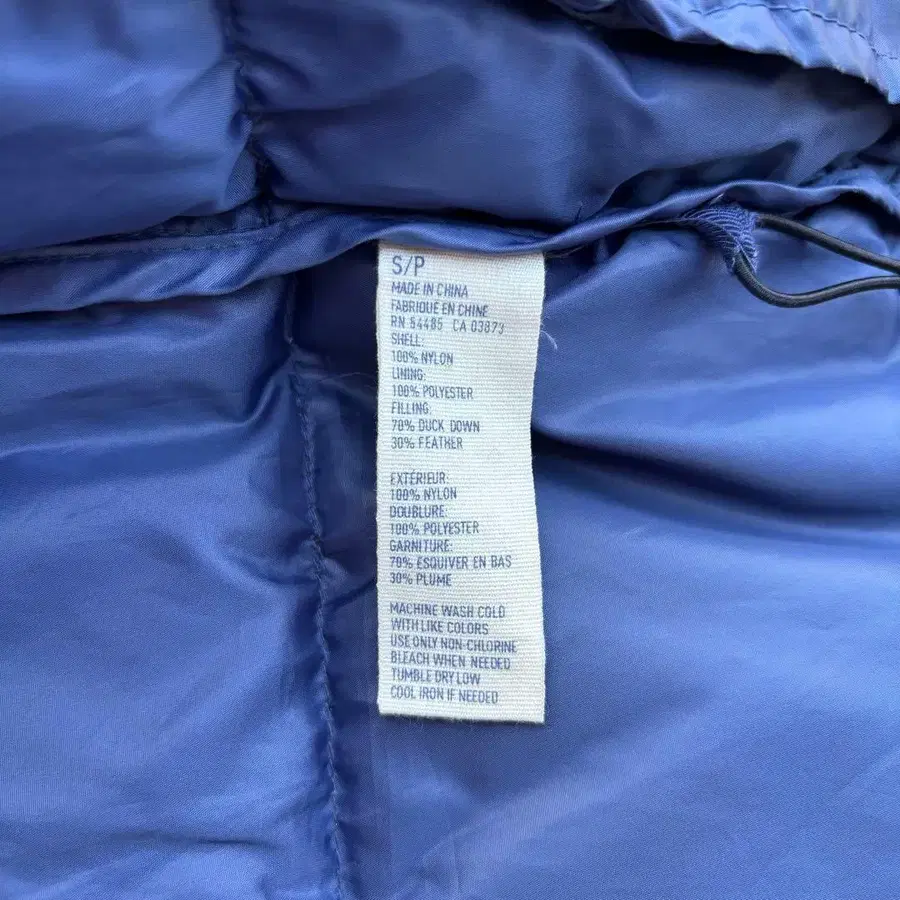 S/P
MADE IN CHINA
FABRIQUÉ EN CHINE
RN 54485 CA 03873
SHELL:
100% NYLON
LINING:
100% POLYESTER
FILLING:
70% DUCK DOWN
30% FEATHER
EXTÉRIEUR:
100% NYLON
DOUBLURE:
100% POLYESTER
GARNITURE:
70% ESQUIVER EN BAS
30% PLUME
MACHINE WASH COLD
WITH LIKE COLORS
USE ONLY NON-CHLORINE
BLEACH WHEN NEEDED
TUMBLE DRY LOW
COOL IRON IF NEEDED